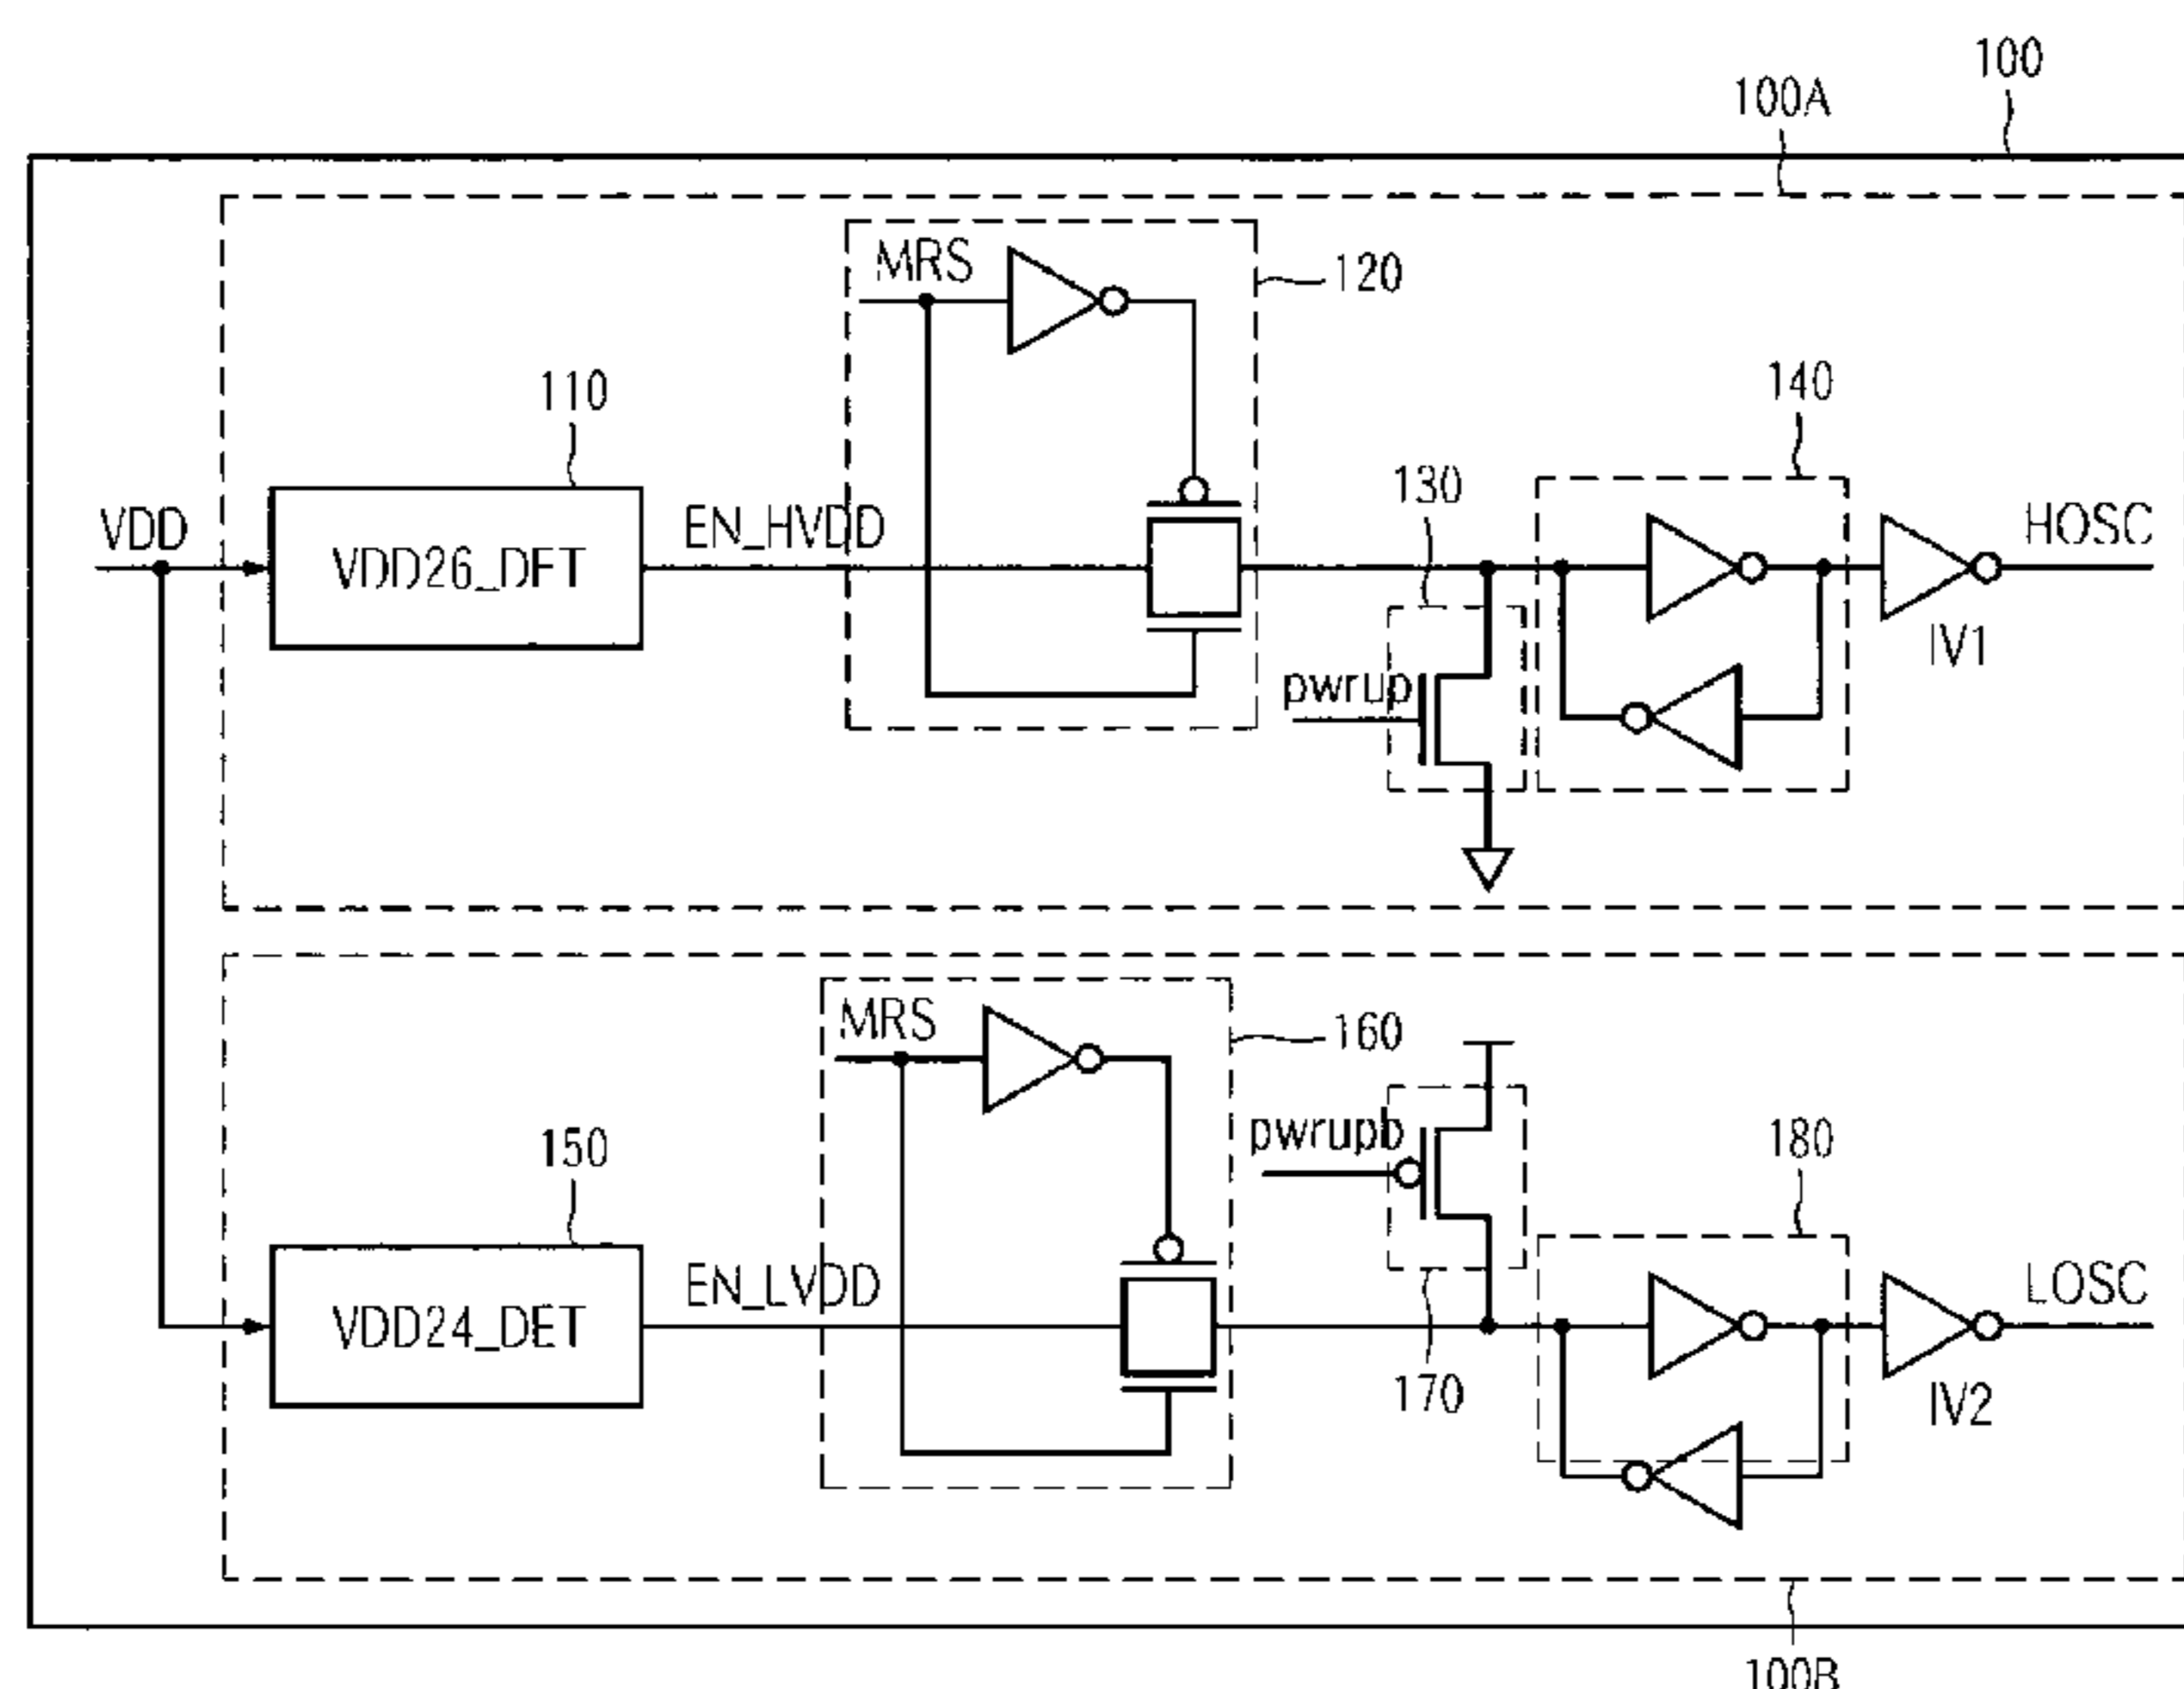 100
100A
MRS
120
110
140
130
VDD
VDD26_DET
EN_HVDD
HOSC
IV1
pwrup
MRS
160
pwrupb
150
180
EN_LVDD
LOSC
VDD24_DET
170
IV2
100B